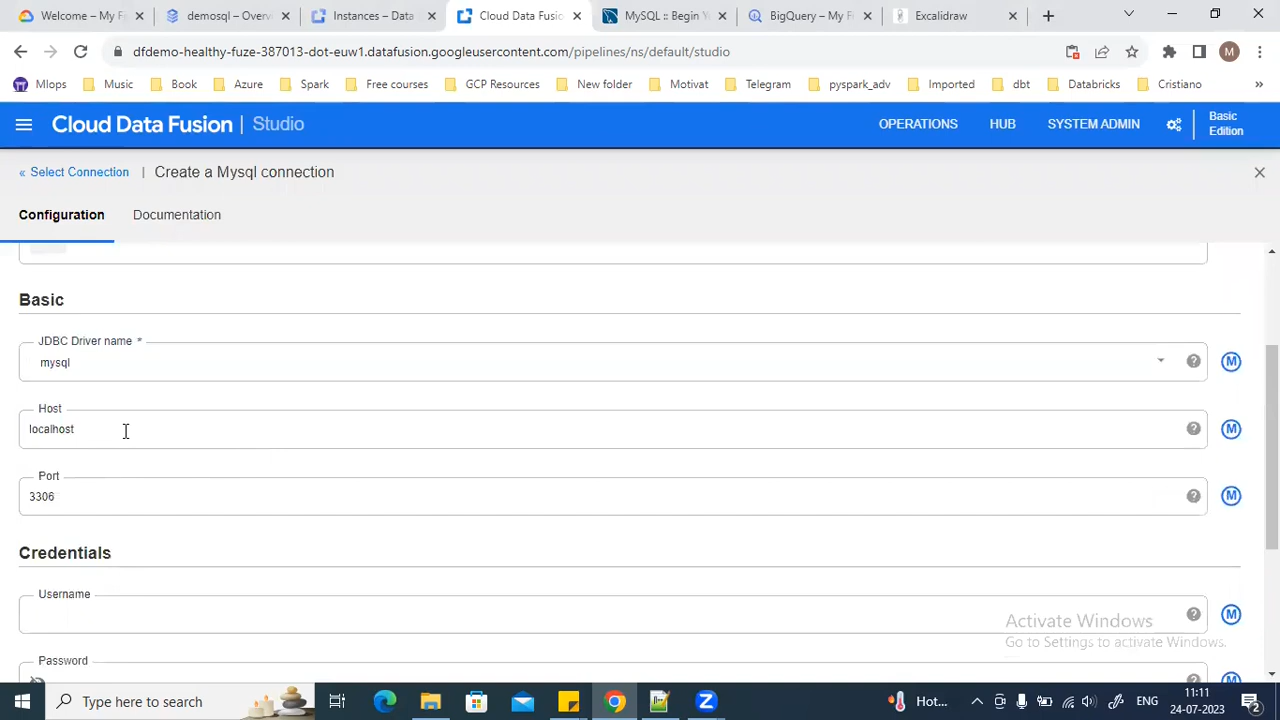 Welcome – My F
demosql – Overv
Instances – Data
Cloud Data Fusio
MySQL :: Begin Yo
BigQuery – My Fi
Excalidraw
dfdemo-healthy-fuze-387013-dot-euw1.datafusion.googleusercontent.com/pipelines/ns/default/studio
M
Mlops
Music
Book
Azure
Spark
Free courses
GCP Resources
New folder
Motivat
Telegram
pyspark_adv
Imported
dbt
Databricks
Cristiano
»
Cloud Data Fusion | Studio
OPERATIONS
HUB
SYSTEM ADMIN
Basic
Edition
« Select Connection | Create a Mysql connection
Configuration
Documentation
Basic
JDBC Driver name *
mysql
M
Host
localhost
M
Port
3306
M
Credentials
Username
M
Password
Activate Windows
Go to Settings to activate Windows.
Type here to search
Hot...
ENG
11:11
24-07-2023
2